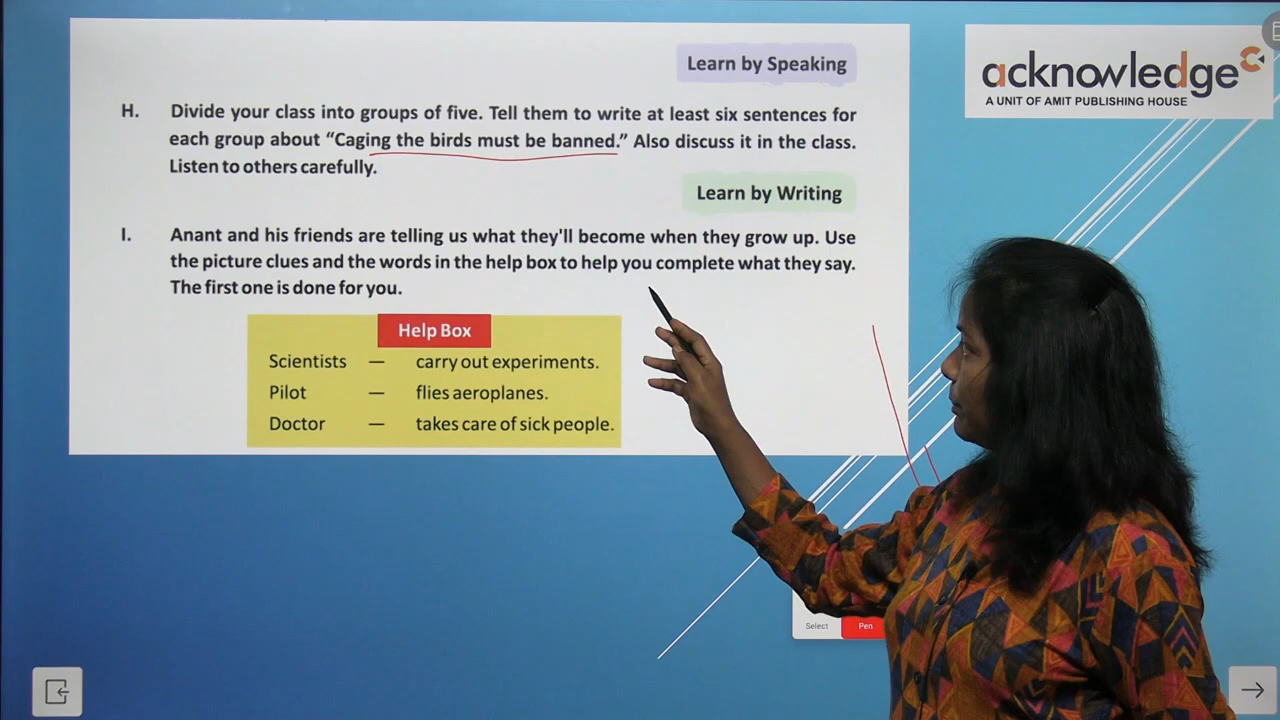 acknowledge
A UNIT OF AMIT PUBLISHING HOUSE
Learn by Speaking
H. Divide your class into groups of five. Tell them to write at least six sentences for
each group about “Caging the birds must be banned.” Also discuss it in the class.
Listen to others carefully.
Learn by Writing
I. Anant and his friends are telling us what they'll become when they grow up. Use
the picture clues and the words in the help box to help you complete what they say.
The first one is done for you.
Help Box
Scientists — carry out experiments.
Pilot — flies aeroplanes.
Doctor — takes care of sick people.
Select Pen